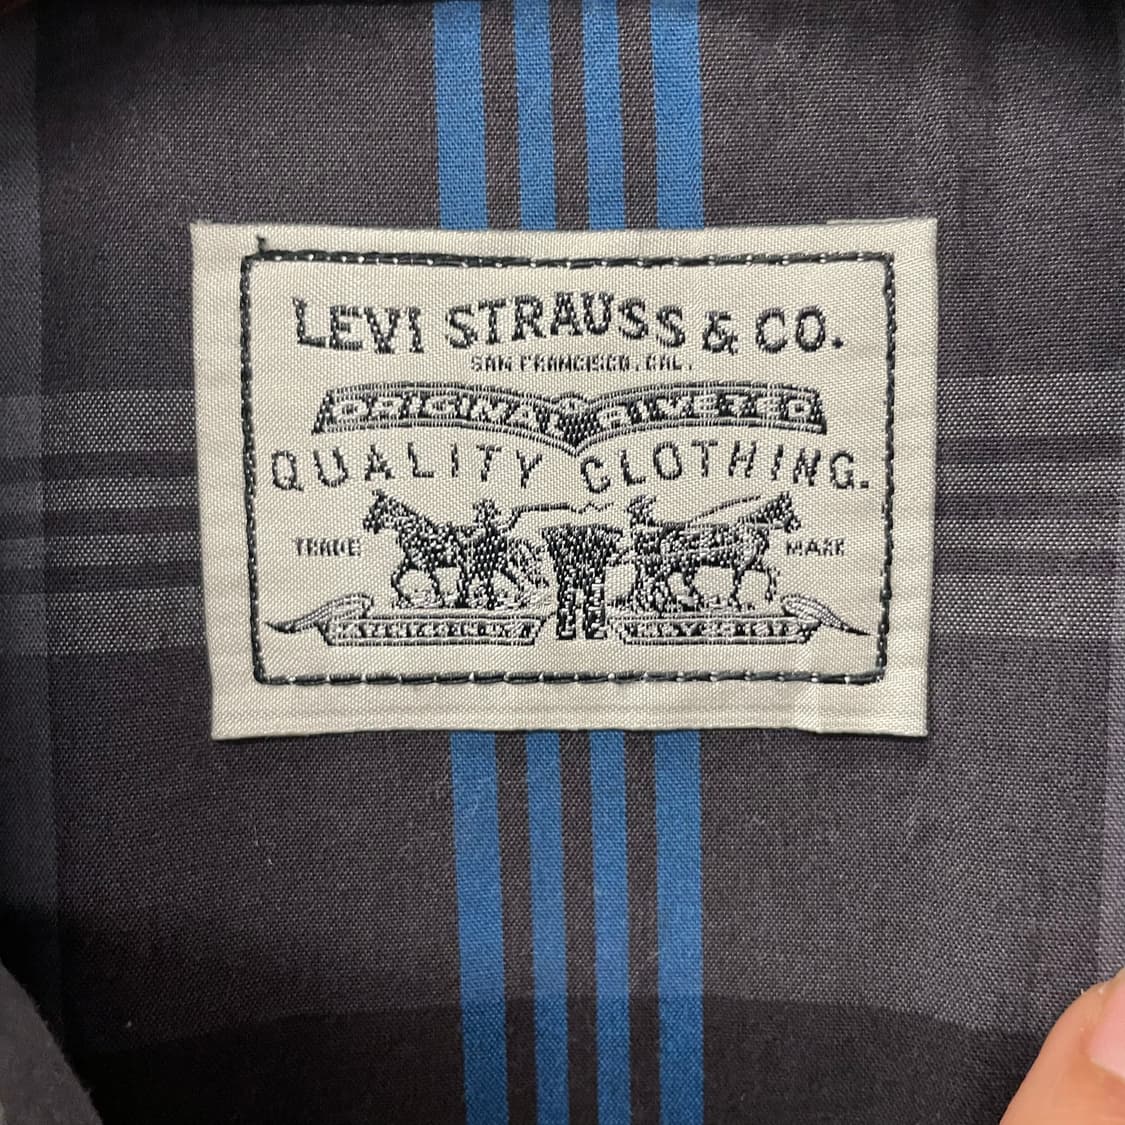 LEVI STRAUSS & CO.
SAN FRANCISCO, CAL.
ORIGINAL RIVETED
QUALITY CLOTHING.
TRADE MARK